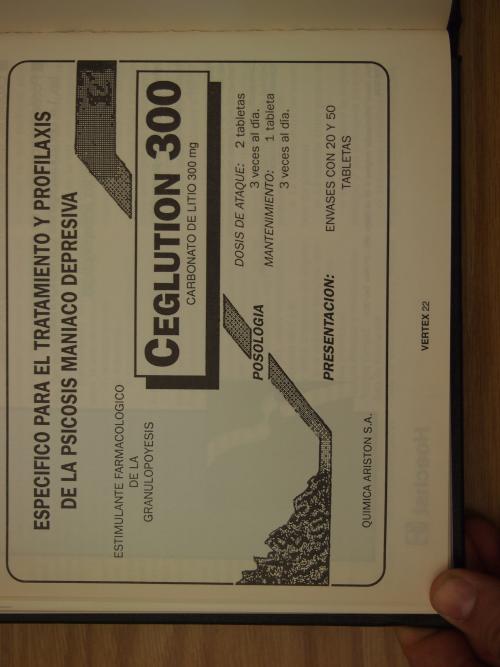 ESPECIFICO PARA EL TRATAMIENTO Y PROFILAXIS
DE LA PSICOSIS MANIACO DEPRESIVA
ESTIMULANTE FARMACOLOGICO
DE LA
GRANULOPOYESIS
CEGLUTION 300
CARBONATO DE LITIO 300 mg
POSOLOGIA
DOSIS DE ATAQUE: 2 tabletas
3 veces al día.
MANTENIMIENTO: 1 tableta
3 veces al día.
PRESENTACION:
ENVASES CON 20 Y 50
TABLETAS
QUIMICA ARISTON S.A.
VERTEX 22
Hoechst